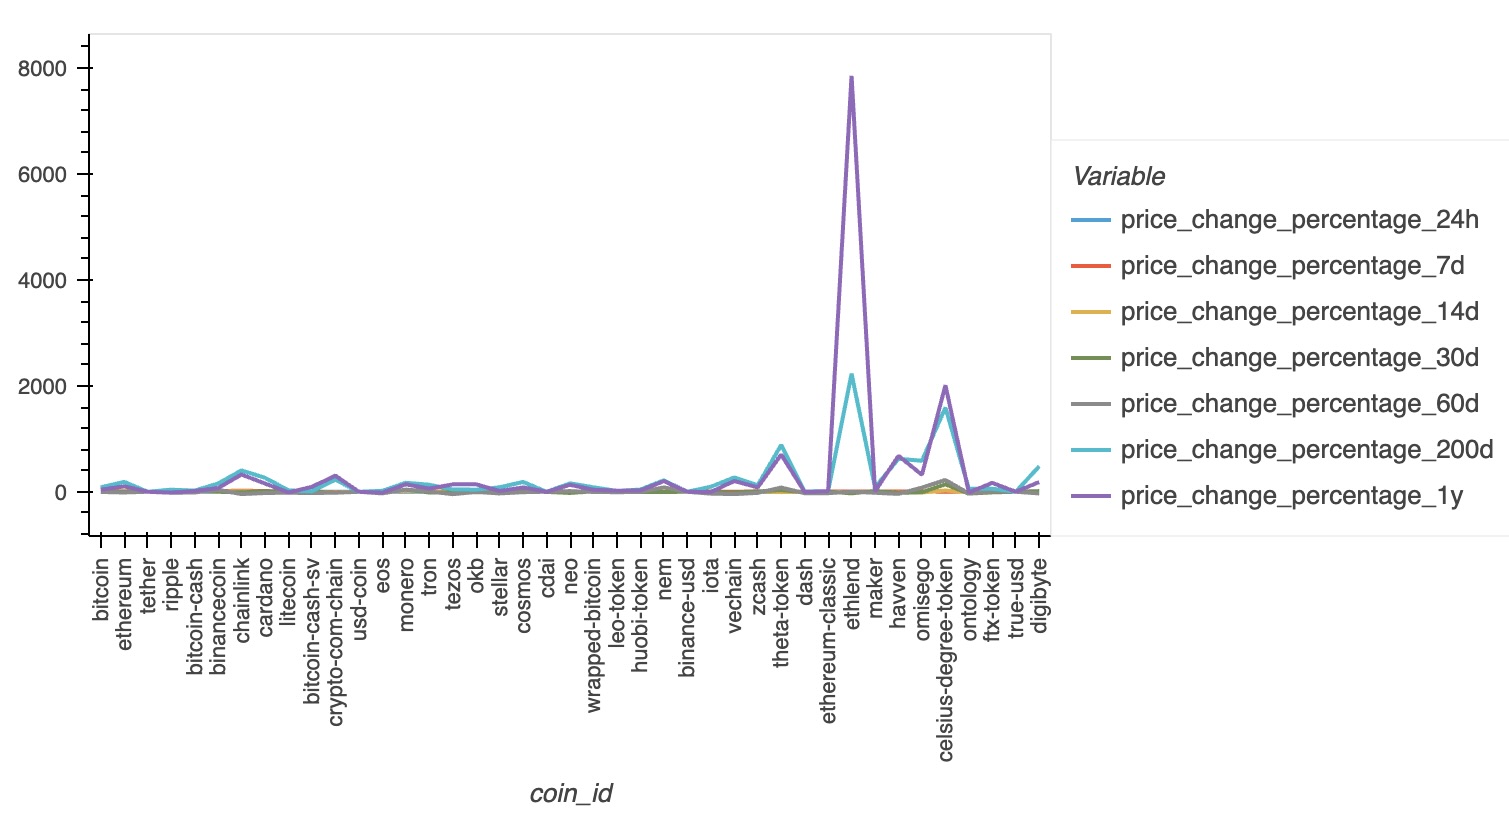 8000
6000
4000
2000
0
bitcoin
ethereum
tether
ripple
bitcoin-cash
binancecoin
chainlink
cardano
litecoin
bitcoin-cash-sv
crypto-com-chain
usd-coin
eos
monero
tron
tezos
okb
stellar
cosmos
cdai
neo
wrapped-bitcoin
leo-token
huobi-token
nem
binance-usd
iota
vechain
zcash
theta-token
dash
ethereum-classic
ethlend
maker
havven
omisego
celsius-degree-token
ontology
ftx-token
true-usd
digibyte
coin_id
Variable
price_change_percentage_24h
price_change_percentage_7d
price_change_percentage_14d
price_change_percentage_30d
price_change_percentage_60d
price_change_percentage_200d
price_change_percentage_1y